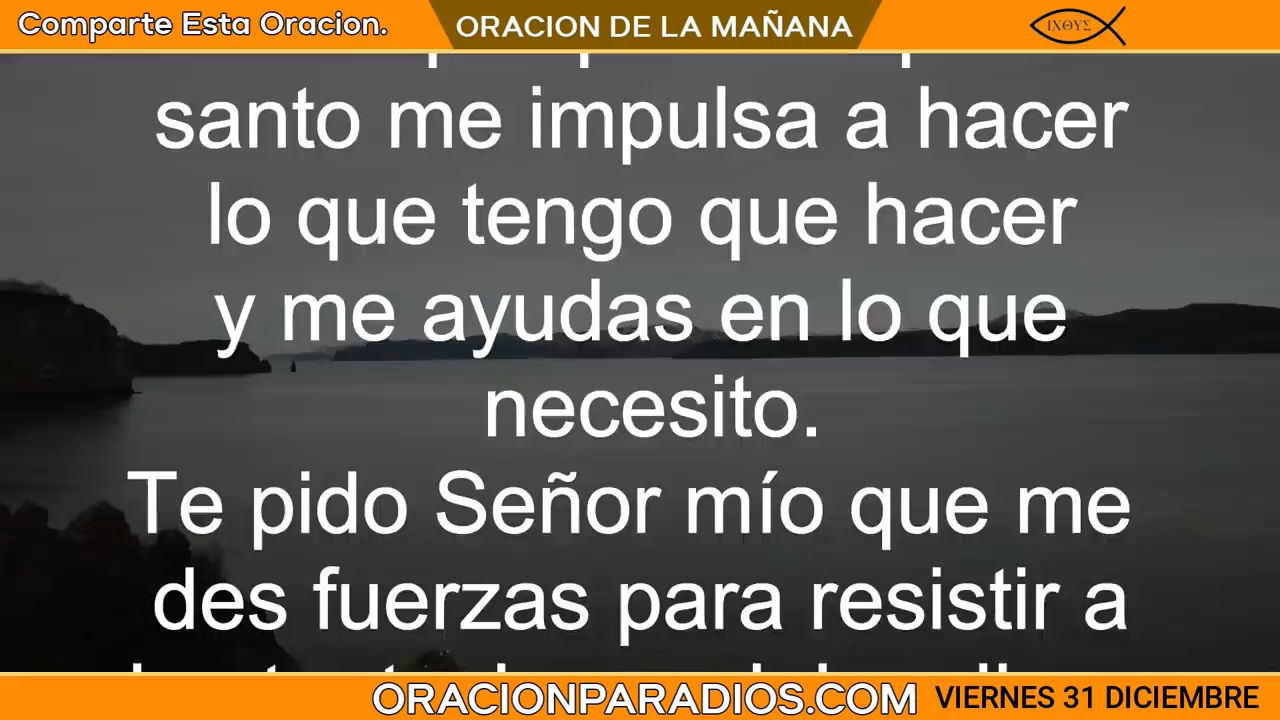 Comparte Esta Oracion.
ORACION DE LA MAÑANA
ΙΧΘΥΣ
santo me impulsa a hacer
lo que tengo que hacer
y me ayudas en lo que
necesito.
Te pido Señor mío que me
des fuerzas para resistir a
ORACIONPARADIOS.COM
VIERNES 31 DICIEMBRE